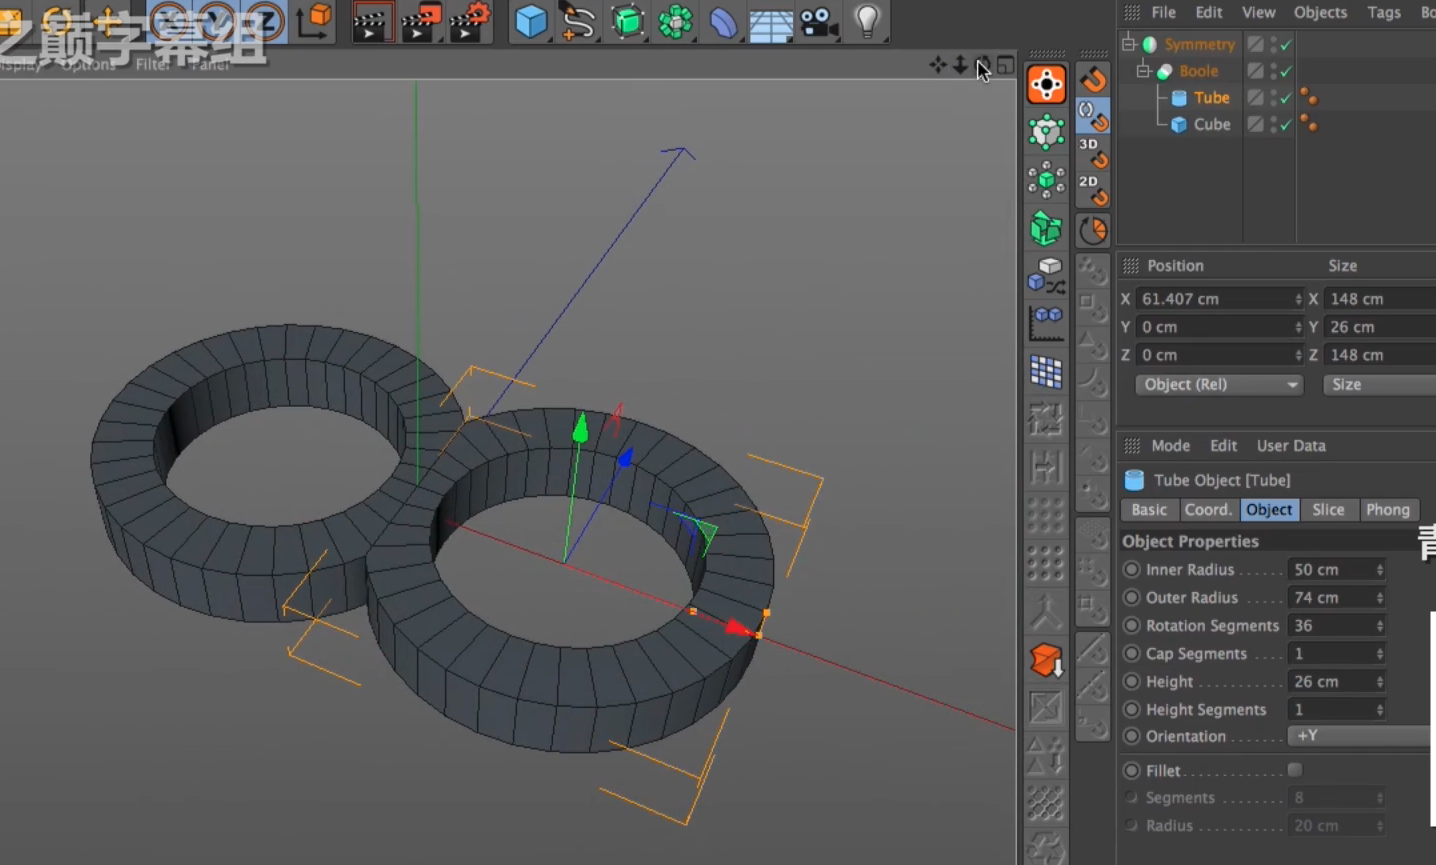 之巅字幕组
Display Options Filter Panel
File Edit View Objects Tags Bo
Symmetry
Boole
Tube
Cube
3D
2D
Position Size
X 61.407 cm X 148 cm
Y 0 cm Y 26 cm
Z 0 cm Z 148 cm
Object (Rel) Size
Mode Edit User Data
Tube Object [Tube]
Basic Coord. Object Slice Phong
Object Properties
Inner Radius 50 cm
Outer Radius 74 cm
Rotation Segments 36
Cap Segments 1
Height 26 cm
Height Segments 1
Orientation +Y
Fillet
Segments 8
Radius 20 cm